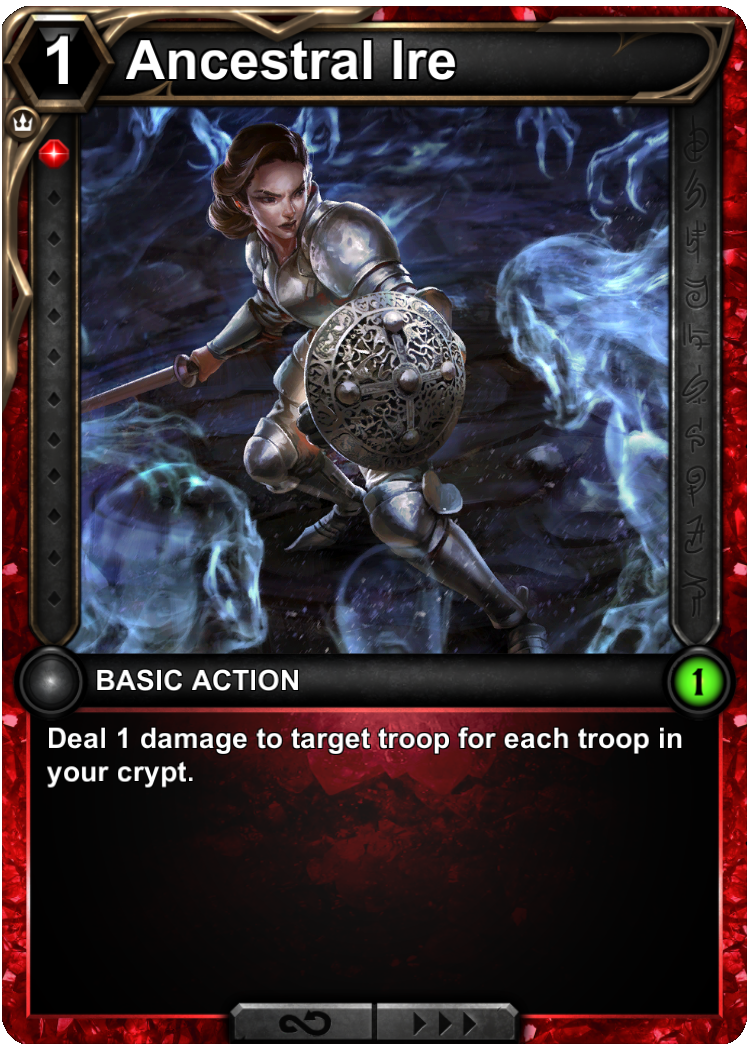 1
Ancestral Ire
BASIC ACTION
1
Deal 1 damage to target troop for each troop in
your crypt.